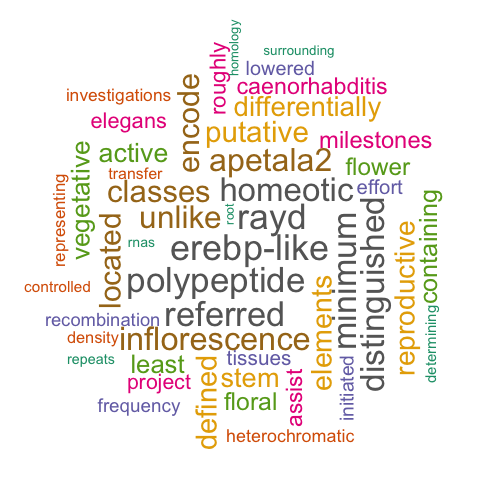 surrounding
homology
roughly
lowered
investigations
caenorhabditis
encode
differentially
elegans
putative
milestones
vegetative
active
apetala2
flower
transfer
representing
classes
homeotic
effort
unlike
root
rayd
located
containing
rnas
erebp-like
minimum
distinguished
reproductive
controlled
polypeptide
elements
determining
recombination
referred
density
inflorescence
repeats
least
tissues
initiated
project
stem
assist
defined
frequency
floral
heterochromatic